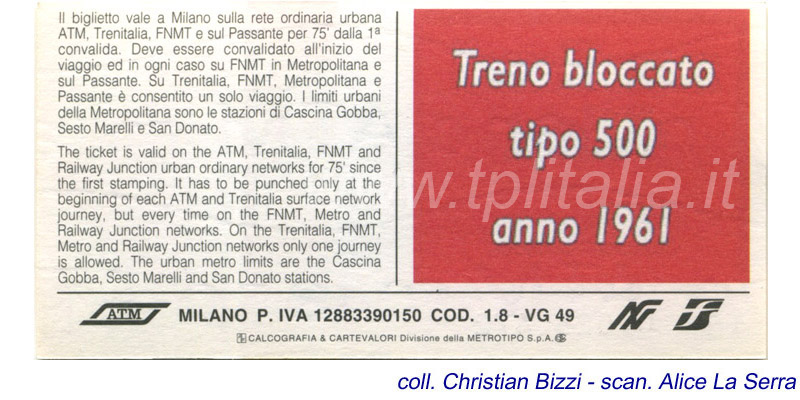 Il biglietto vale a Milano sulla rete ordinaria urbana
ATM, Trenitalia, FNMT e sul Passante per 75' dalla 1ª
convalida. Deve essere convalidato all'inizio del
viaggio ed in ogni caso su FNMT in Metropolitana e
sul Passante. Su Trenitalia, FNMT, Metropolitana e
Passante è consentito un solo viaggio. I limiti urbani
della Metropolitana sono le stazioni di Cascina Gobba,
Sesto Marelli e San Donato.
The ticket is valid on the ATM, Trenitalia, FNMT and
Railway Junction urban ordinary networks for 75' since
the first stamping. It has to be punched only at the
beginning of each ATM and Trenitalia surface network
journey, but every time on the FNMT, Metro and
Railway Junction networks. On the Trenitalia, FNMT,
Metro and Railway Junction networks only one journey
is allowed. The urban metro limits are the Cascina
Gobba, Sesto Marelli and San Donato stations.
Treno bloccato
tipo 500
anno 1961
www.tplitalia.it
ATM MILANO P. IVA 12883390150 COD. 1.8 - VG 49
CALCOGRAFIA & CARTEVALORI Divisione della METROTIPO S.p.A.
coll. Christian Bizzi - scan. Alice La Serra